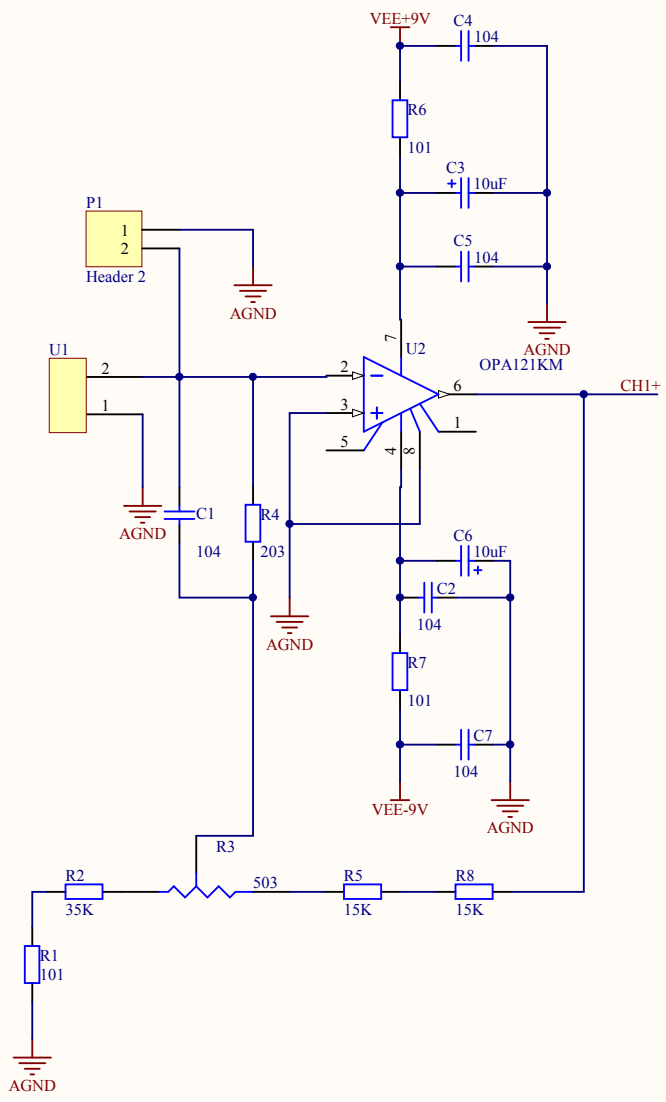 VEE+9V
C4
104
R6
101
C3
+
10uF
P1
1
2
Header 2
C5
104
AGND
AGND
U1
2
1
7
U2
OPA121KM
2
3
5
6
CH1+
1
4
8
AGND
C1
104
R4
203
C6
10uF
+
C2
104
AGND
R7
101
C7
104
VEE-9V
AGND
R3
R2
35K
503
R5
15K
R8
15K
R1
101
AGND